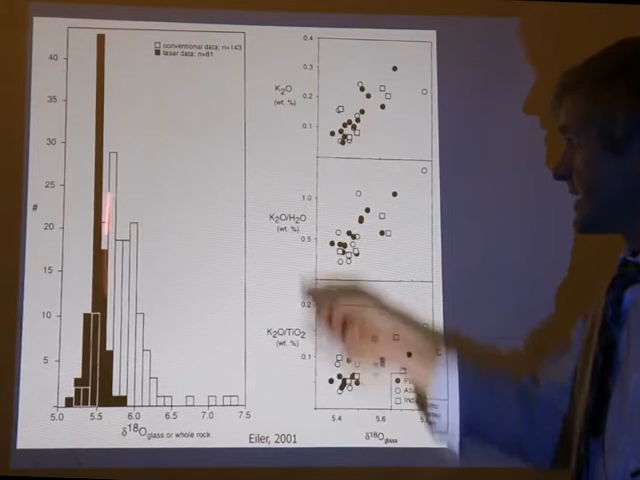 conventional data: n=143
laser data: n=81
40
35
30
25
#
20
15
10
5
5.0 5.5 6.0 6.5 7.0 7.5
δ18Oglass or whole rock
Eiler, 2001
0.4
0.3
K2O
(wt. %)
0.2
0.1
1.0
K2O/H2O
(wt. %)
0.5
0.2
K2O/TiO2
(wt. %)
0.1
5.4 5.6
δ18Oglass